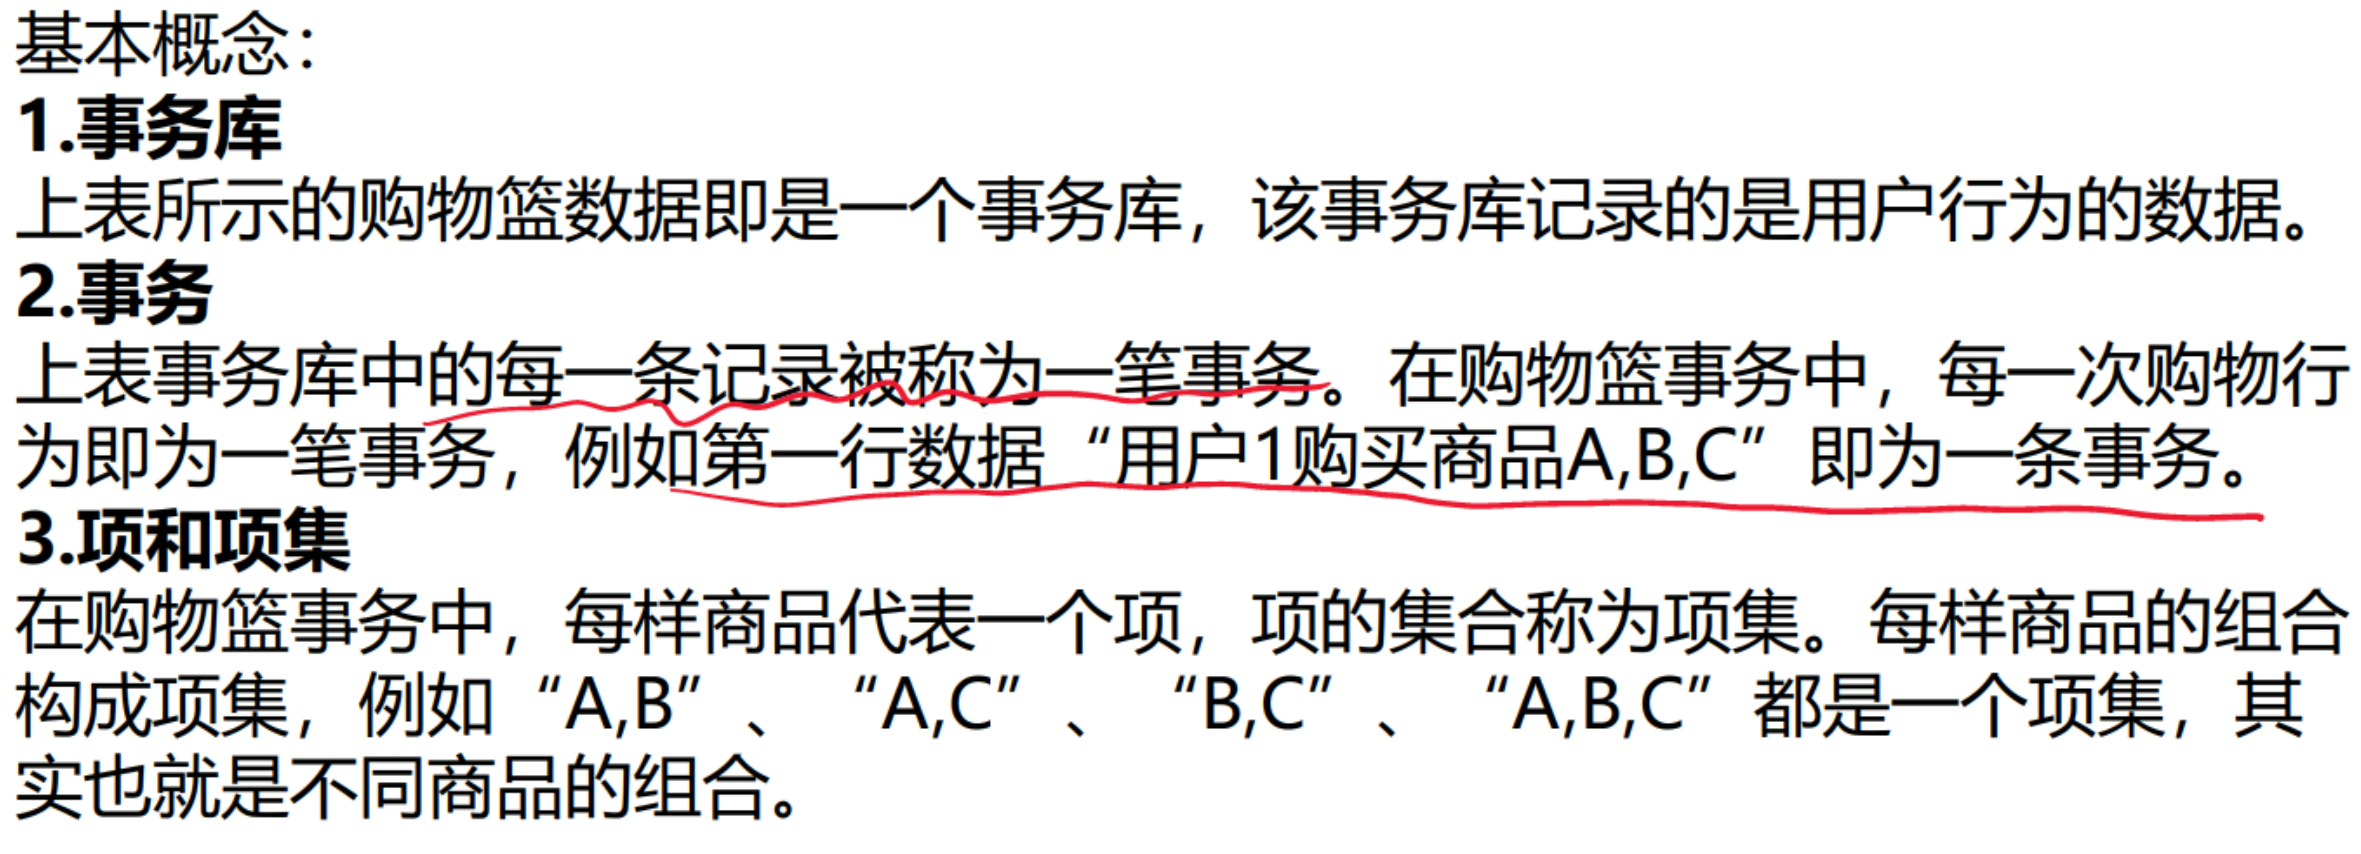 基本概念：
1.事务库
上表所示的购物篮数据即是一个事务库，该事务库记录的是用户行为的数据。
2.事务
上表事务库中的每一条记录被称为一笔事务。在购物篮事务中，每一次购物行
为即为一笔事务，例如第一行数据“用户1购买商品A,B,C”即为一条事务。
3.项和项集
在购物篮事务中，每样商品代表一个项，项的集合称为项集。每样商品的组合
构成项集，例如“A,B”、 “A,C”、 “B,C”、 “A,B,C”都是一个项集，其
实也就是不同商品的组合。